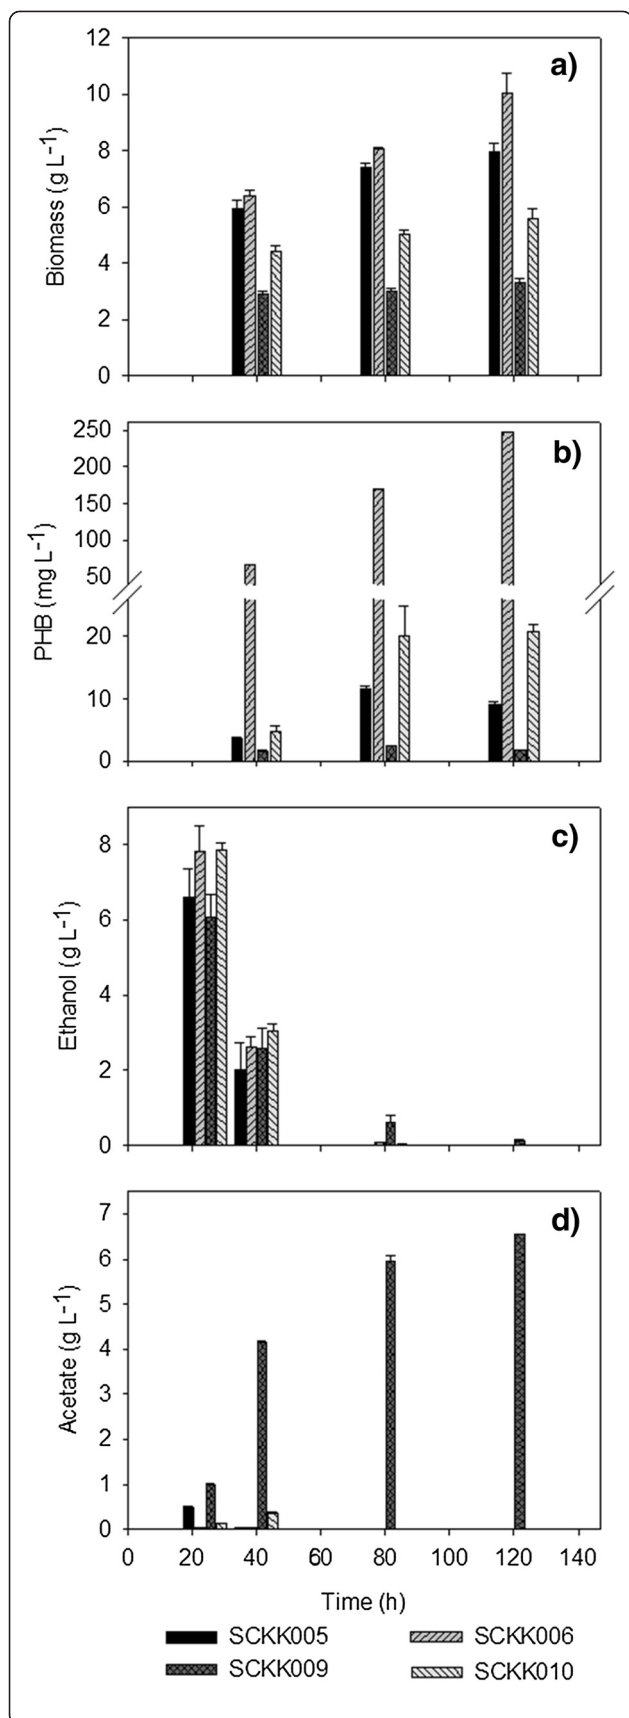 a)
Biomass (g L-1)
12
10
8
6
4
2
0
b)
PHB (mg L-1)
250
200
150
100
50
20
10
0
c)
Ethanol (g L-1)
8
6
4
2
0
d)
Acetate (g L-1)
7
6
5
4
3
2
1
0
0 20 40 60 80 100 120 140
Time (h)
SCKK005 SCKK006
SCKK009 SCKK010